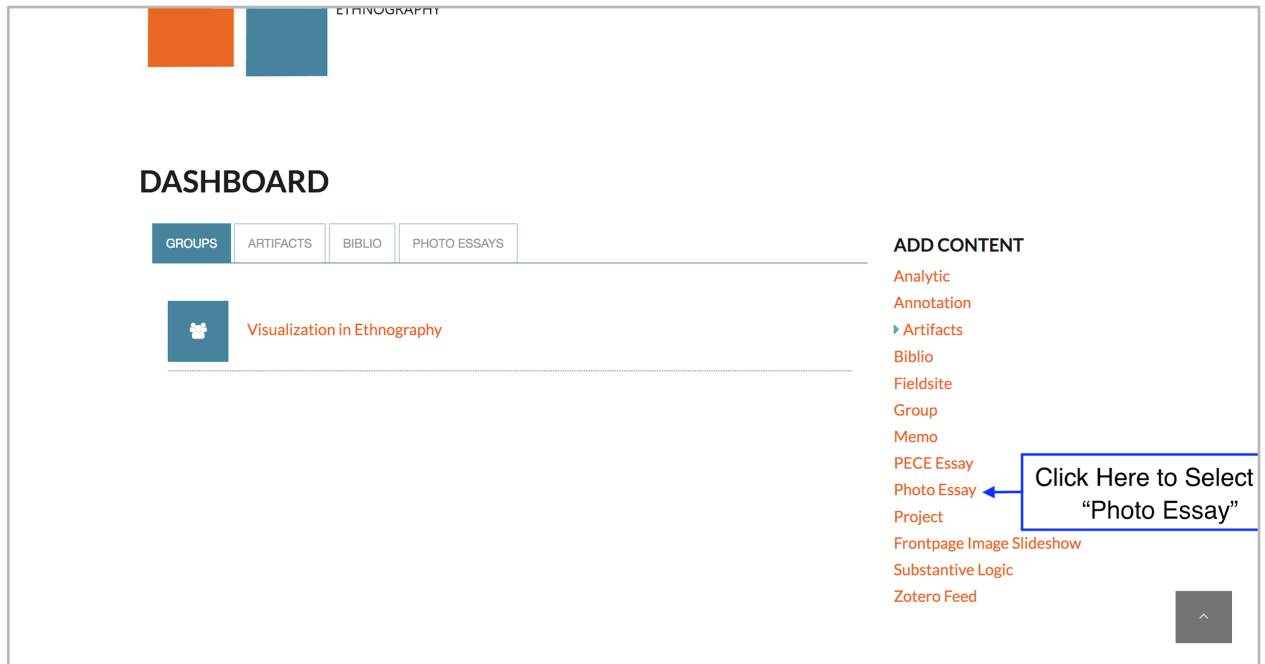 ETHNOGRAPHY
DASHBOARD
GROUPS ARTIFACTS BIBLIO PHOTO ESSAYS
Visualization in Ethnography
ADD CONTENT
Analytic
Annotation
Artifacts
Biblio
Fieldsite
Group
Memo
PECE Essay
Photo Essay
Project
Frontpage Image Slideshow
Substantive Logic
Zotero Feed
Click Here to Select
“Photo Essay”